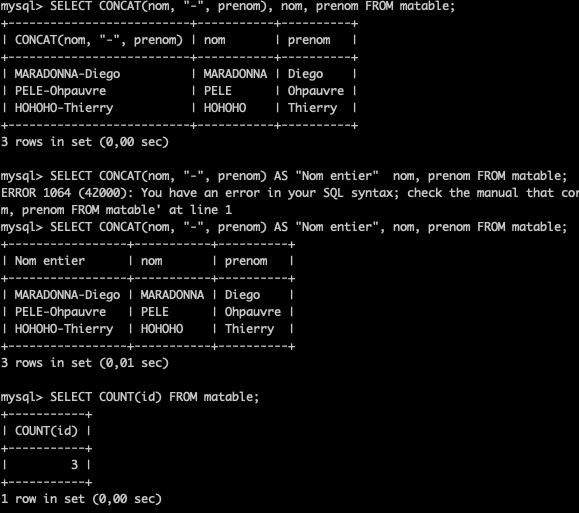 mysql> SELECT CONCAT(nom, "-", prenom), nom, prenom FROM matable;
+--------------------------+-----------+----------+
| CONCAT(nom, "-", prenom) | nom       | prenom   |
+--------------------------+-----------+----------+
| MARADONNA-Diego          | MARADONNA | Diego    |
| PELE-Ohpauvre            | PELE      | Ohpauvre |
| HOHOHO-Thierry           | HOHOHO    | Thierry  |
+--------------------------+-----------+----------+
3 rows in set (0,00 sec)

mysql> SELECT CONCAT(nom, "-", prenom) AS "Nom entier"  nom, prenom FROM matable;
ERROR 1064 (42000): You have an error in your SQL syntax; check the manual that cor
m, prenom FROM matable' at line 1
mysql> SELECT CONCAT(nom, "-", prenom) AS "Nom entier", nom, prenom FROM matable;
+-----------------+-----------+----------+
| Nom entier      | nom       | prenom   |
+-----------------+-----------+----------+
| MARADONNA-Diego | MARADONNA | Diego    |
| PELE-Ohpauvre   | PELE      | Ohpauvre |
| HOHOHO-Thierry  | HOHOHO    | Thierry  |
+-----------------+-----------+----------+
3 rows in set (0,01 sec)

mysql> SELECT COUNT(id) FROM matable;
+-----------+
| COUNT(id) |
+-----------+
|         3 |
+-----------+
1 row in set (0,00 sec)